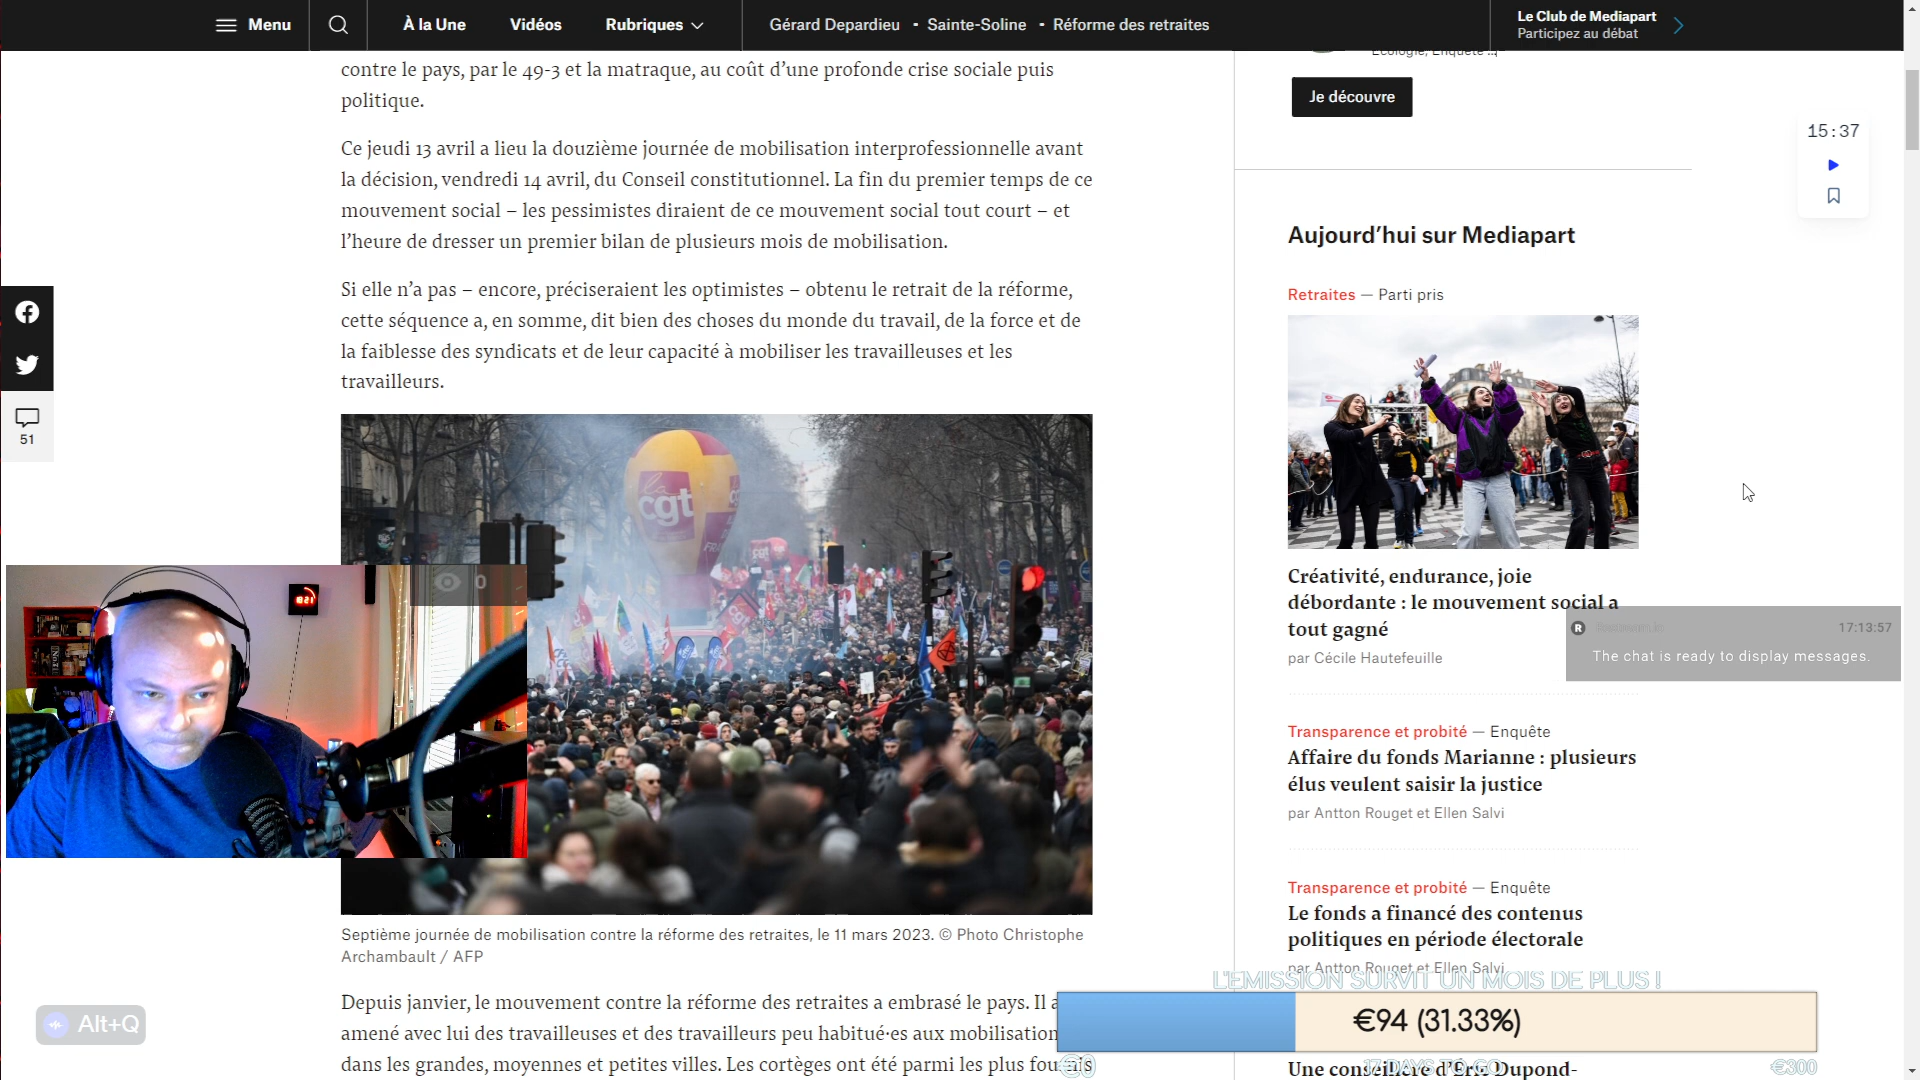 Menu
À la Une
Vidéos
Rubriques
Gérard Depardieu
Sainte-Soline
Réforme des retraites
Le Club de Mediapart
Participez au débat
contre le pays, par le 49-3 et la matraque, au coût d’une profonde crise sociale puis
politique.
Ce jeudi 13 avril a lieu la douzième journée de mobilisation interprofessionnelle avant
la décision, vendredi 14 avril, du Conseil constitutionnel. La fin du premier temps de ce
mouvement social – les pessimistes diraient de ce mouvement social tout court – et
l’heure de dresser un premier bilan de plusieurs mois de mobilisation.
Si elle n’a pas – encore, préciseraient les optimistes – obtenu le retrait de la réforme,
cette séquence a, en somme, dit bien des choses du monde du travail, de la force et de
la faiblesse des syndicats et de leur capacité à mobiliser les travailleuses et les
travailleurs.
51
cgt
0
18:21
Septième journée de mobilisation contre la réforme des retraites, le 11 mars 2023. © Photo Christophe
Archambault / AFP
Depuis janvier, le mouvement contre la réforme des retraites a embrasé le pays. Il a
amené avec lui des travailleuses et des travailleurs peu habitué·es aux mobilisation
dans les grandes, moyennes et petites villes. Les cortèges ont été parmi les plus
Alt+Q
Écologie, Enquête ...
Je découvre
15:37
Aujourd’hui sur Mediapart
Retraites — Parti pris
Créativité, endurance, joie
débordante : le mouvement social a
tout gagné
par Cécile Hautefeuille
17:13:57
The chat is ready to display messages.
Transparence et probité — Enquête
Affaire du fonds Marianne : plusieurs
élus veulent saisir la justice
par Antton Rouget et Ellen Salvi
Transparence et probité — Enquête
Le fonds a financé des contenus
politiques en période électorale
par Antton Rouget et Ellen Salvi
L'EMISSION SURVIT UN MOIS DE PLUS !
€94 (31.33%)
€0
17 DAYS TO GO
€300
Une conseillère d’Éric Dupond-